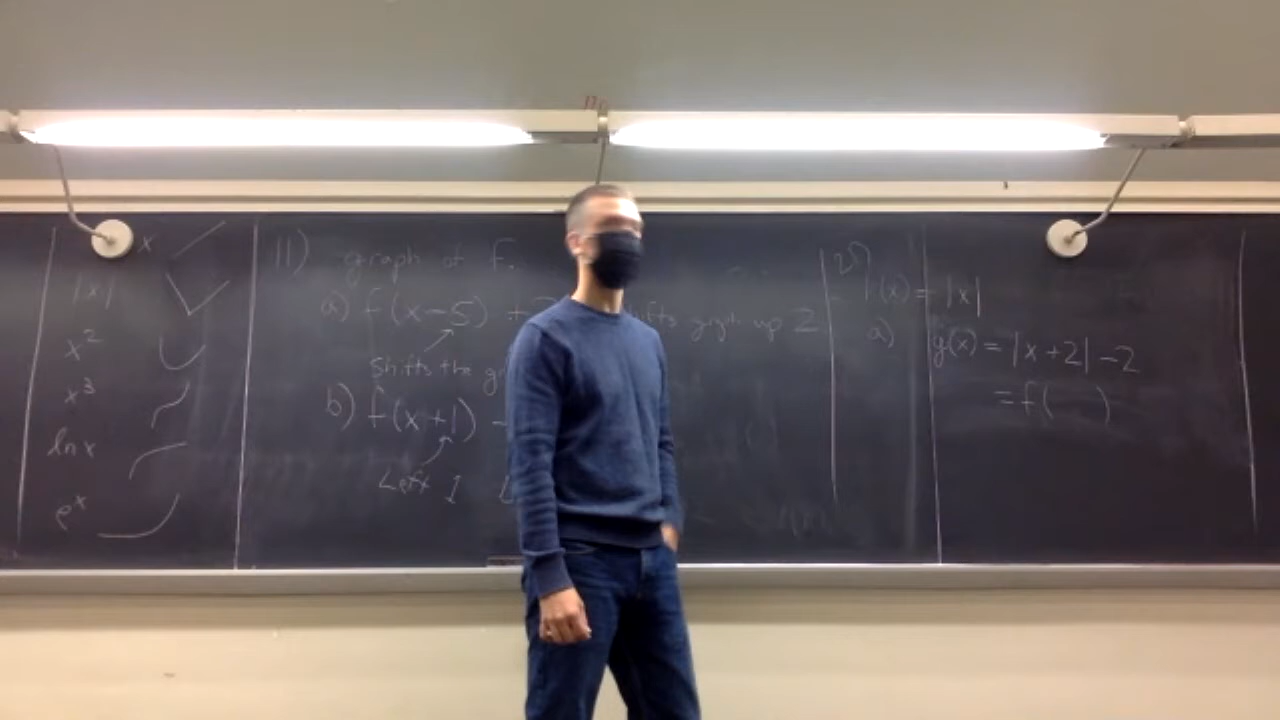 x
|x|
x²
x³
ln x
eˣ
11) graph of f.
a) f(x-5) + 2 shifts graph up 2
shifts the
b) f(x+1) -
Left 1
f(x) = |x|
a) g(x) = |x+2| - 2
= f( )